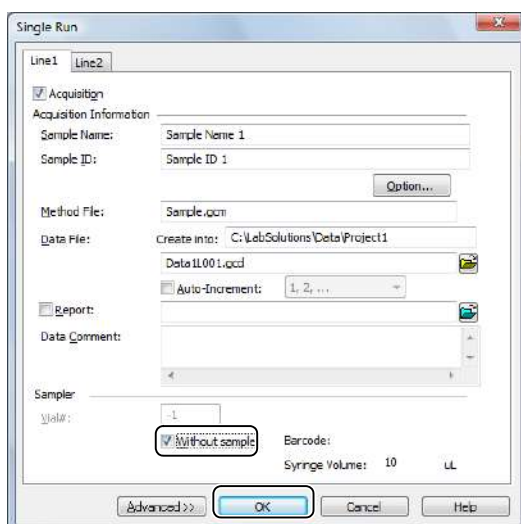 Single Run
Line1 Line2
Acquisition
Acquisition Information
Sample Name: Sample Name 1
Sample ID: Sample ID 1
Option...
Method File: Sample.gcm
Data File: Create into: C:\LabSolutions\Data\Project1
Data1L001.gcd
Auto-Increment: 1, 2, ...
Report:
Data Comment:
Sampler
Vial#: -1
Without sample Barcode:
Syringe Volume: 10 uL
Advanced >> OK Cancel Help